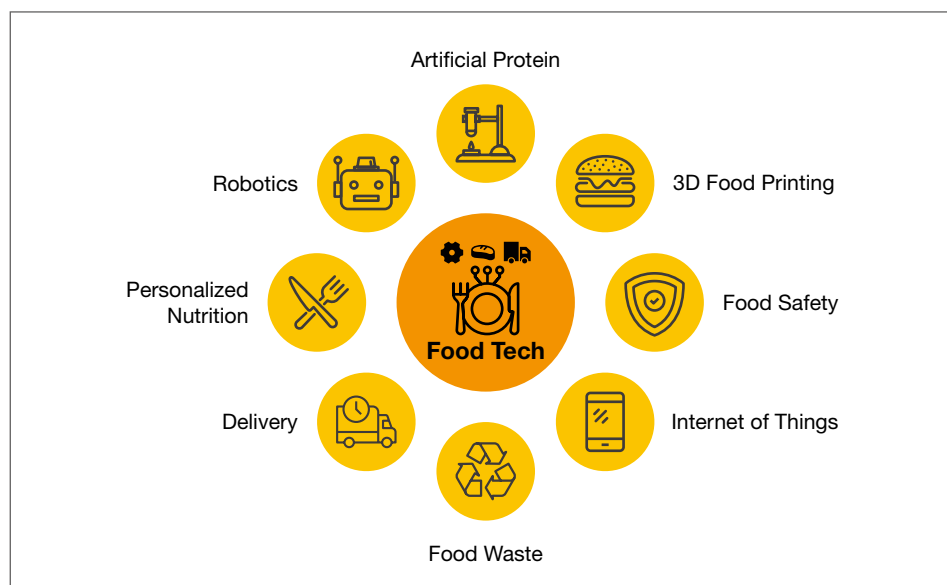 Artificial Protein
Robotics
3D Food Printing
Personalized
Nutrition
Food Safety
Food Tech
Delivery
Internet of Things
Food Waste